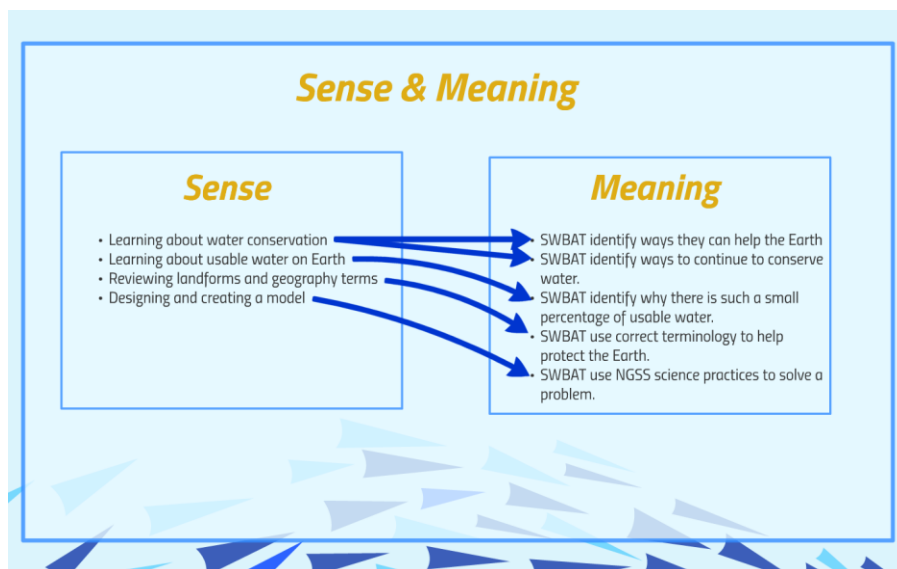 Sense & Meaning
Sense
• Learning about water conservation
• Learning about usable water on Earth
• Reviewing landforms and geography terms
• Designing and creating a model
Meaning
• SWBAT identify ways they can help the Earth
• SWBAT identify ways to continue to conserve
water.
• SWBAT identify why there is such a small
percentage of usable water.
• SWBAT use correct terminology to help
protect the Earth.
• SWBAT use NGSS science practices to solve a
problem.